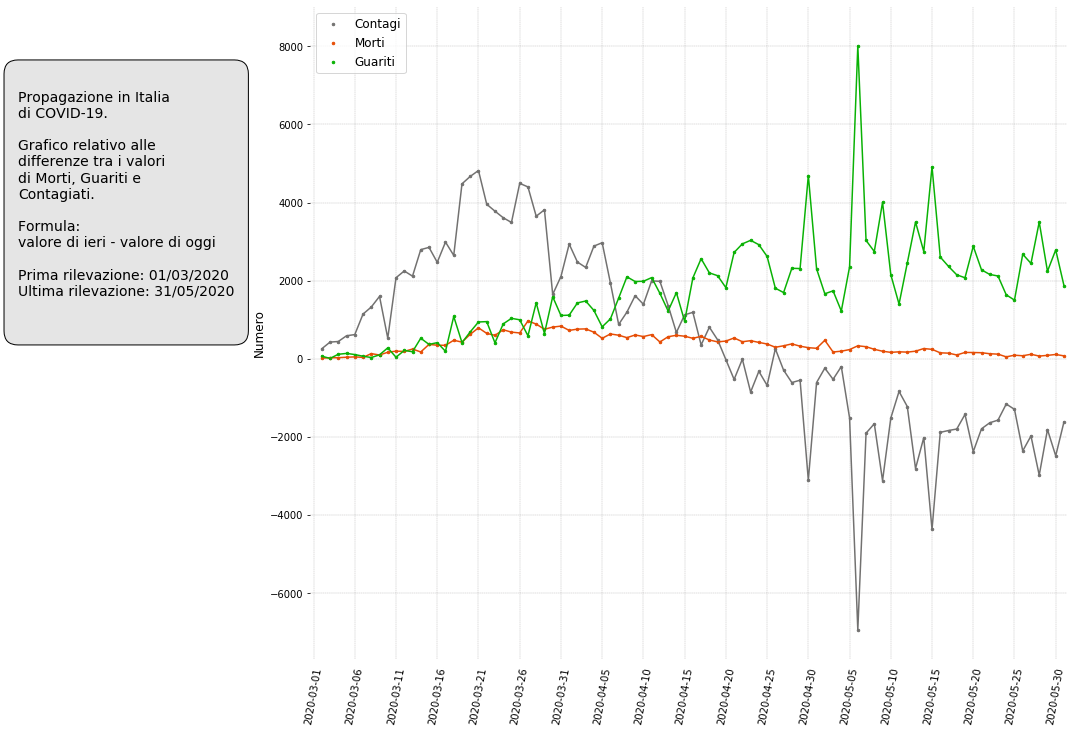 Propagazione in Italia
di COVID-19.
Grafico relativo alle
differenze tra i valori
di Morti, Guariti e
Contagiati.
Formula:
valore di ieri - valore di oggi
Prima rilevazione: 01/03/2020
Ultima rilevazione: 31/05/2020
Contagi
Morti
Guariti
Numero
8000
6000
4000
2000
0
−2000
−4000
−6000
2020-03-01
2020-03-06
2020-03-11
2020-03-16
2020-03-21
2020-03-26
2020-03-31
2020-04-05
2020-04-10
2020-04-15
2020-04-20
2020-04-25
2020-04-30
2020-05-05
2020-05-10
2020-05-15
2020-05-20
2020-05-25
2020-05-30